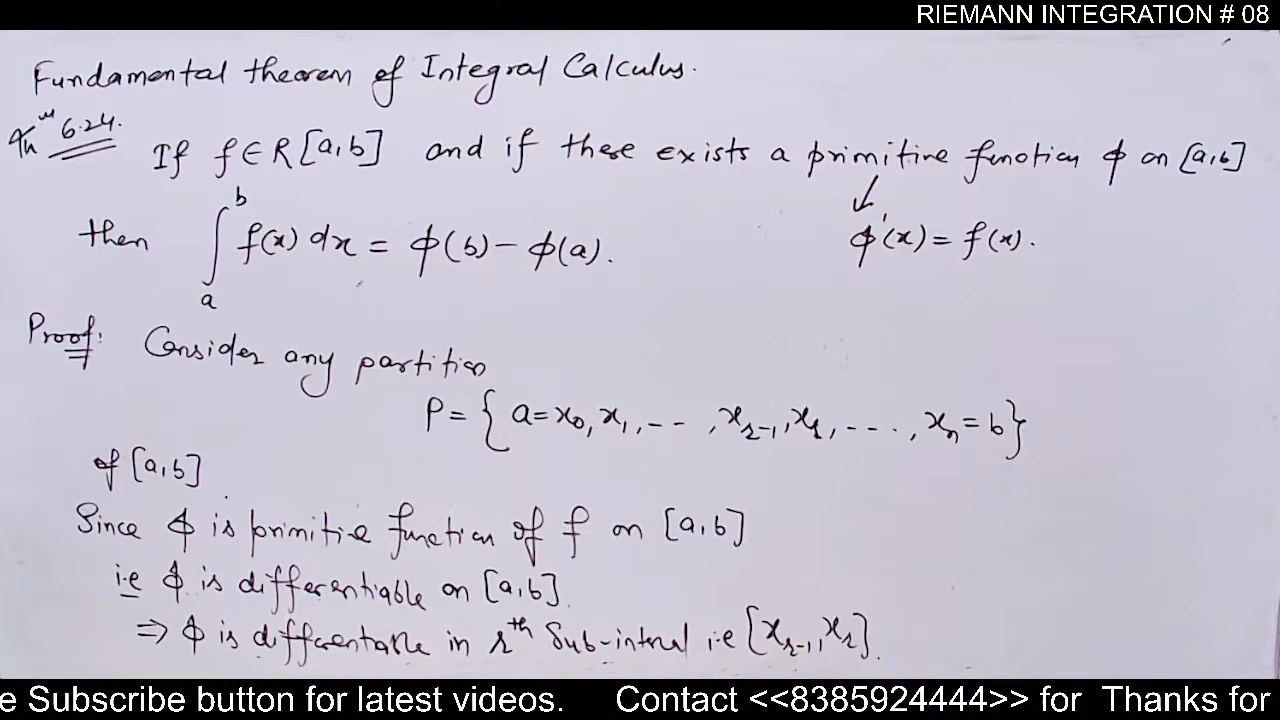 RIEMANN INTEGRATION # 08
Fundamental theorem of Integral Calculus.
Thm 6.24. If f∈R[a,b] and if there exists a primitive function ϕ on [a,b]
then ∫_a^b f(x) dx = ϕ(b) - ϕ(a). ϕ'(x) = f(x).
Proof: Consider any partition
P = { a=x₀, x₁, ---, x_{r-1}, x_r, ---, x_n = b}
of [a,b]
Since ϕ is primitive function of f on [a,b]
i.e ϕ is differentiable on [a,b].
⇒ ϕ is differentable in r^th Sub-interval i.e [x_{r-1}, x_r].
e Subscribe button for latest videos. Contact <<8385924444>> for Thanks for